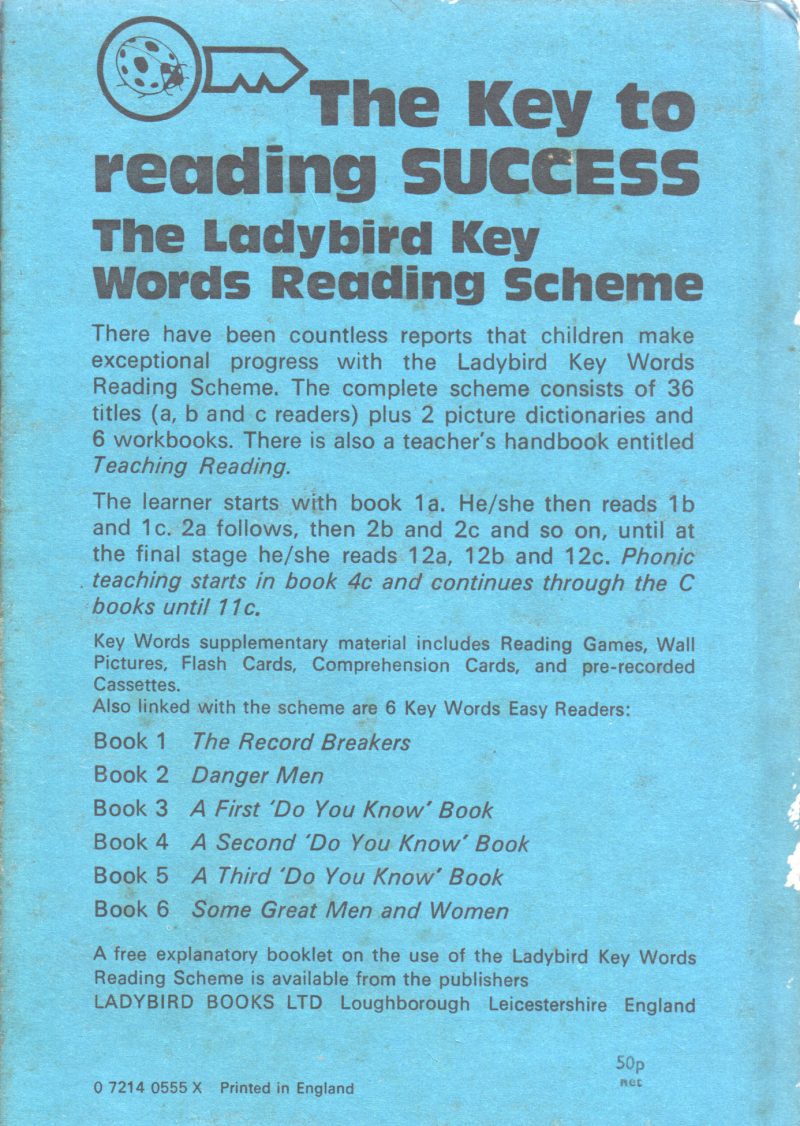 The Key to
reading SUCCESS
The Ladybird Key
Words Reading Scheme
There have been countless reports that children make
exceptional progress with the Ladybird Key Words
Reading Scheme. The complete scheme consists of 36
titles (a, b and c readers) plus 2 picture dictionaries and
6 workbooks. There is also a teacher's handbook entitled
Teaching Reading.
The learner starts with book 1a. He/she then reads 1b
and 1c. 2a follows, then 2b and 2c and so on, until at
the final stage he/she reads 12a, 12b and 12c. Phonic
teaching starts in book 4c and continues through the C
books until 11c.
Key Words supplementary material includes Reading Games, Wall
Pictures, Flash Cards, Comprehension Cards, and pre-recorded
Cassettes.
Also linked with the scheme are 6 Key Words Easy Readers:
Book 1 The Record Breakers
Book 2 Danger Men
Book 3 A First 'Do You Know' Book
Book 4 A Second 'Do You Know' Book
Book 5 A Third 'Do You Know' Book
Book 6 Some Great Men and Women
A free explanatory booklet on the use of the Ladybird Key Words
Reading Scheme is available from the publishers
LADYBIRD BOOKS LTD Loughborough Leicestershire England
50p
net
0 7214 0555 X Printed in England